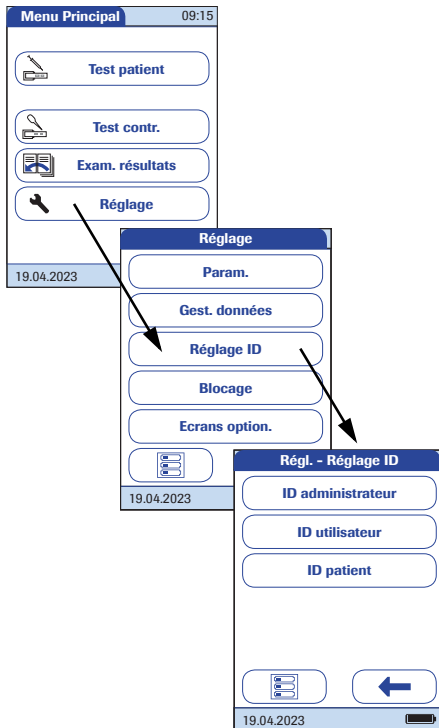 Menu Principal 09:15
Test patient
Test contr.
Exam. résultats
Réglage
19.04.2023
Réglage
Param.
Gest. données
Réglage ID
Blocage
Ecrans option.
19.04.2023
Régl. - Réglage ID
ID administrateur
ID utilisateur
ID patient
19.04.2023